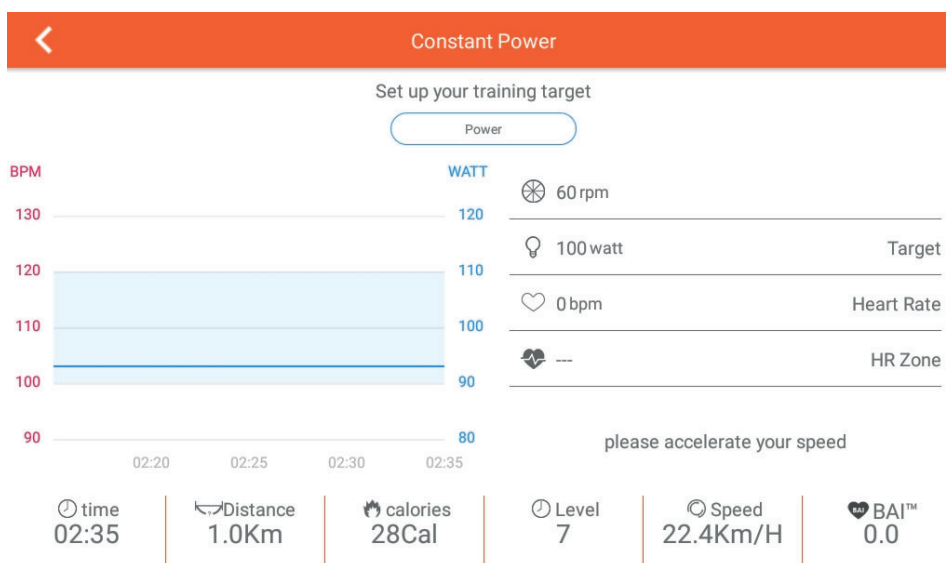 Constant Power
Set up your training target
Power
BPM
WATT
130
120
120
110
110
100
100
90
90
80
02:20 02:25 02:30 02:35
60 rpm
100 watt Target
0 bpm Heart Rate
--- HR Zone
please accelerate your speed
time
02:35
Distance
1.0Km
calories
28Cal
Level
7
Speed
22.4Km/H
BAI BAI™
0.0